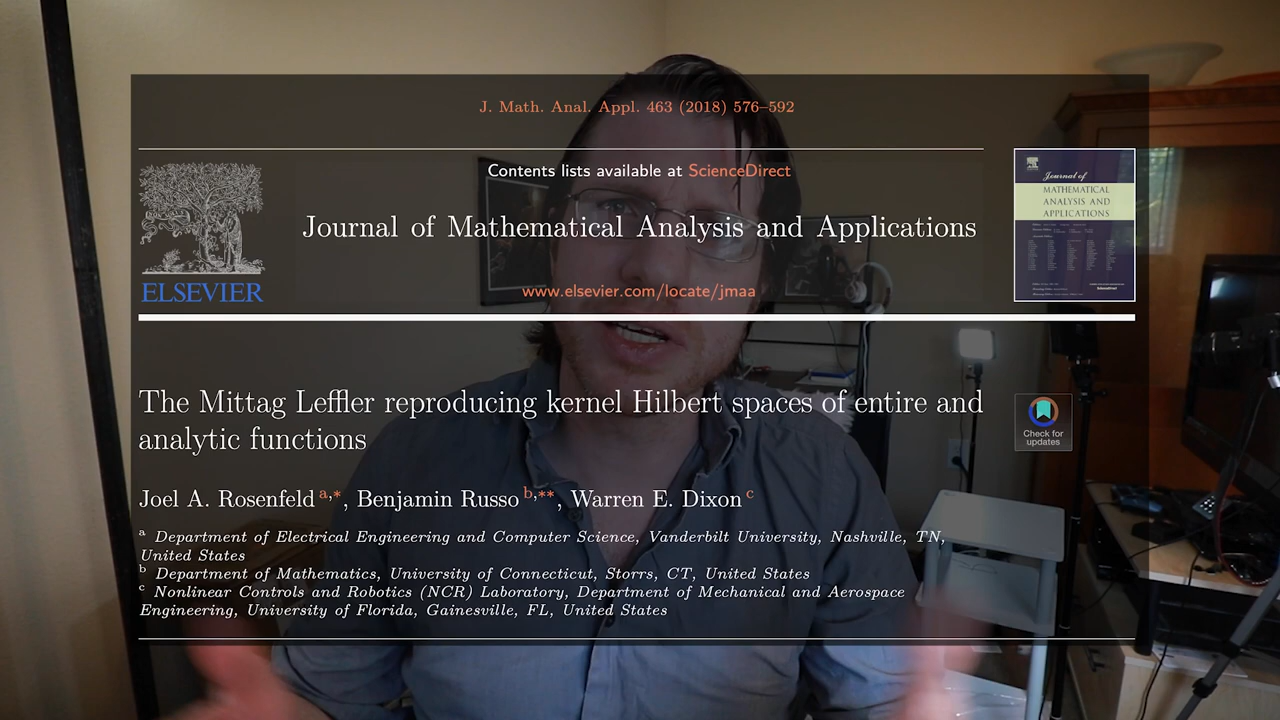 J. Math. Anal. Appl. 463 (2018) 576–592
Contents lists available at ScienceDirect
Journal of Mathematical Analysis and Applications
www.elsevier.com/locate/jmaa
ELSEVIER
Journal of
MATHEMATICAL
ANALYSIS AND
APPLICATIONS
The Mittag Leffler reproducing kernel Hilbert spaces of entire and
analytic functions
Check for
updates
Joel A. Rosenfeld a,*, Benjamin Russo b,**, Warren E. Dixon c
a Department of Electrical Engineering and Computer Science, Vanderbilt University, Nashville, TN,
United States
b Department of Mathematics, University of Connecticut, Storrs, CT, United States
c Nonlinear Controls and Robotics (NCR) Laboratory, Department of Mechanical and Aerospace
Engineering, University of Florida, Gainesville, FL, United States